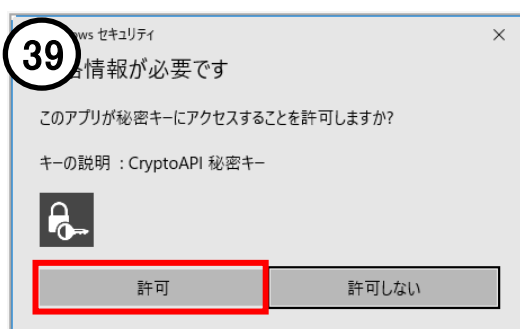 39
ows セキュリティ
情報が必要です
このアプリが秘密キーにアクセスすることを許可しますか?
キーの説明 : CryptoAPI 秘密キー
許可
許可しない